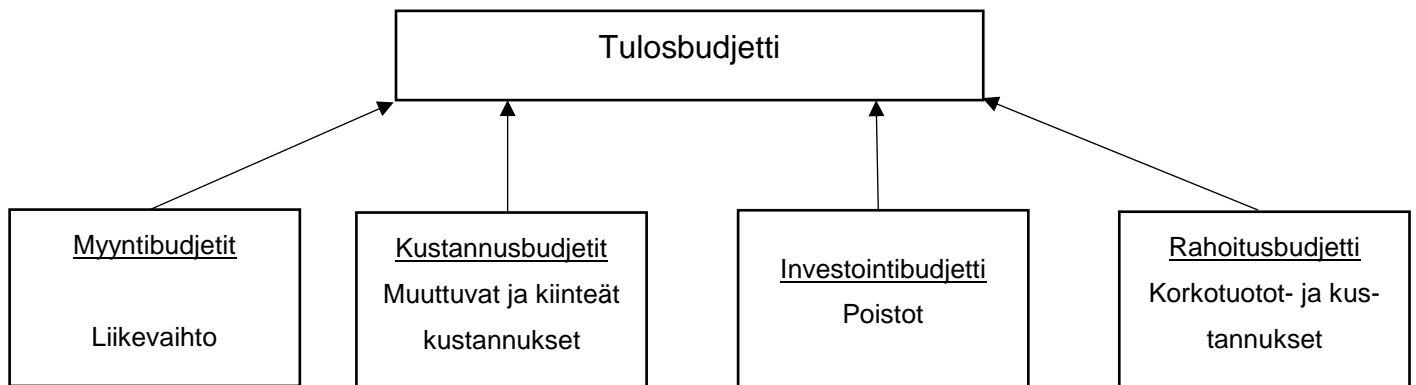 Tulosbudjetti
Myyntibudjetit
Liikevaihto
Kustannusbudjetit
Muuttuvat ja kiinteät
kustannukset
Investointibudjetti
Poistot
Rahoitusbudjetti
Korkotuotot- ja kus-
tannukset